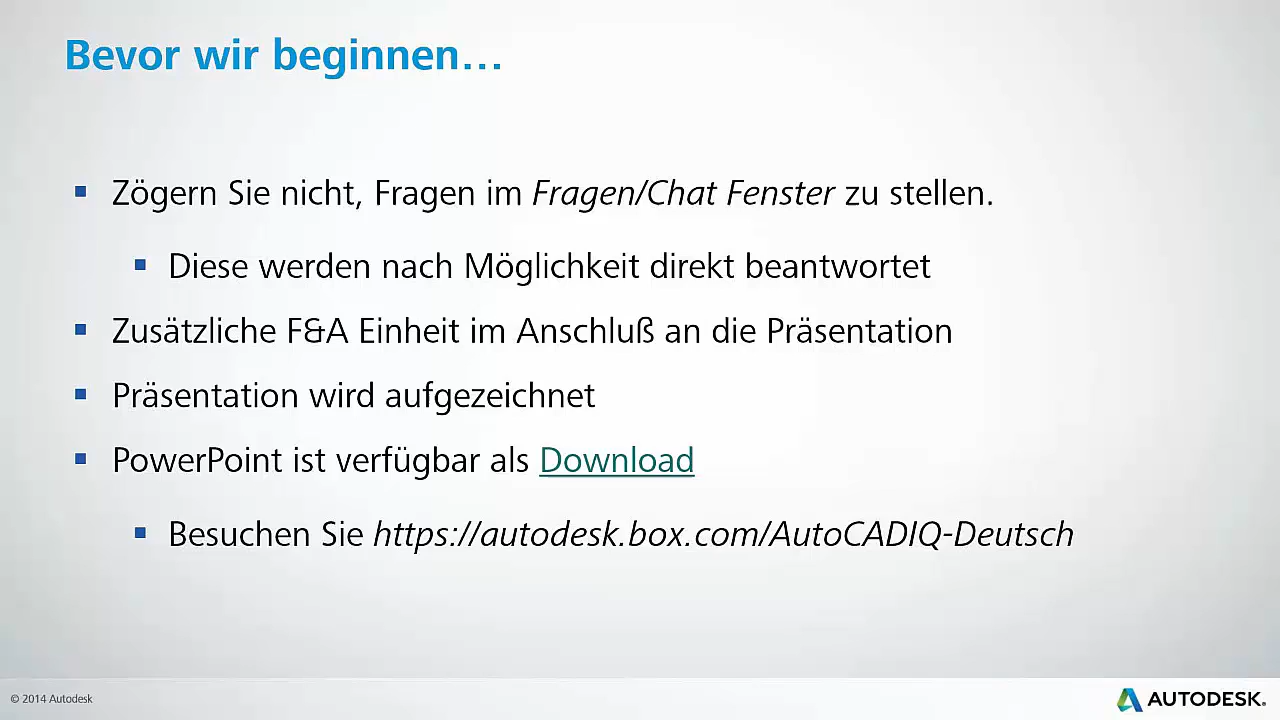 Bevor wir beginnen…
Zögern Sie nicht, Fragen im Fragen/Chat Fenster zu stellen.
Diese werden nach Möglichkeit direkt beantwortet
Zusätzliche F&A Einheit im Anschluß an die Präsentation
Präsentation wird aufgezeichnet
PowerPoint ist verfügbar als Download
Besuchen Sie https://autodesk.box.com/AutoCADIQ-Deutsch
© 2014 Autodesk
AUTODESK.